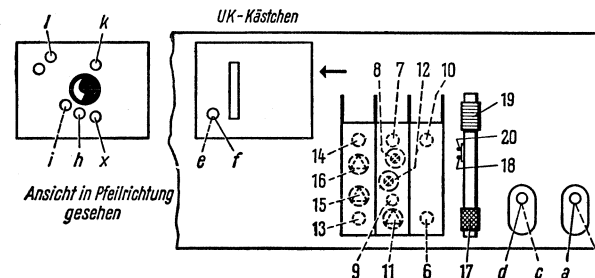 UK-Kästchen
l k
8 7 12 10
19
20
18
14
16
15
13
i h x
e f
Ansicht in Pfeilrichtung
gesehen
9 11 6 17 d c a